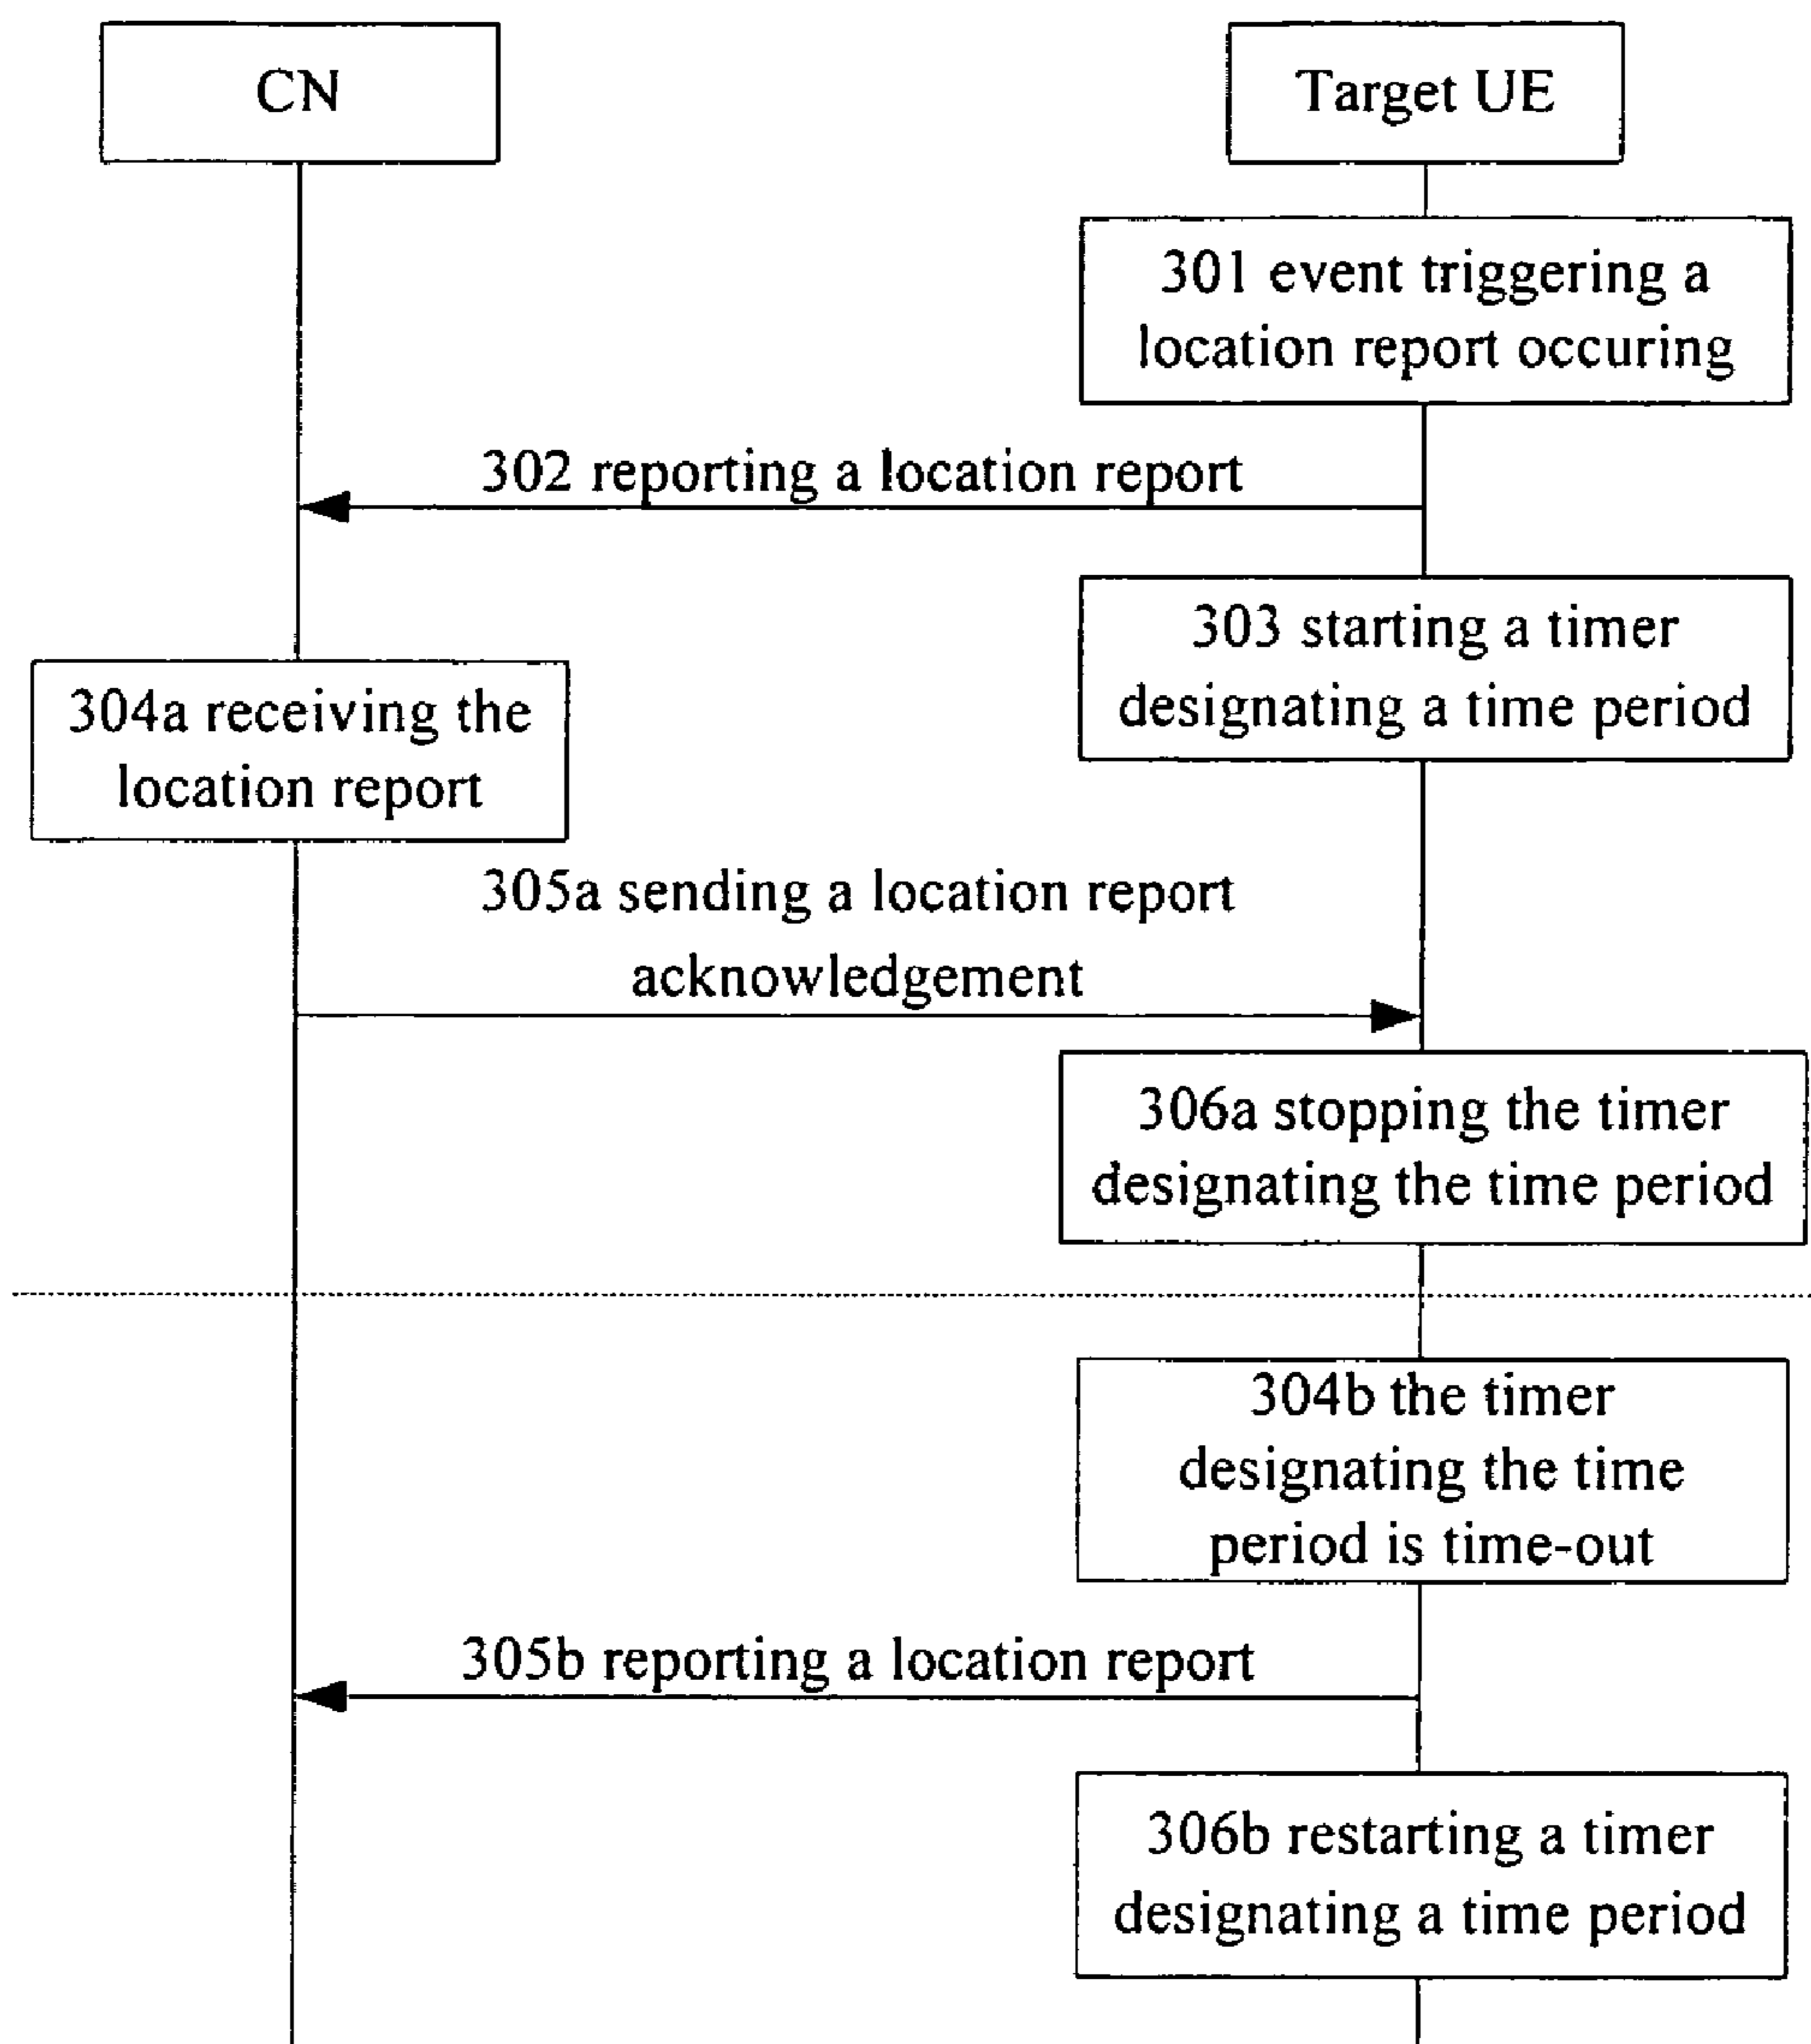 CN
Target UE
301 event triggering a
location report occuring
302 reporting a location report
303 starting a timer
designating a time period
304a receiving the
location report
305a sending a location report
acknowledgement
306a stopping the timer
designating the time period
304b the timer
designating the time
period is time-out
305b reporting a location report
306b restarting a timer
designating a time period